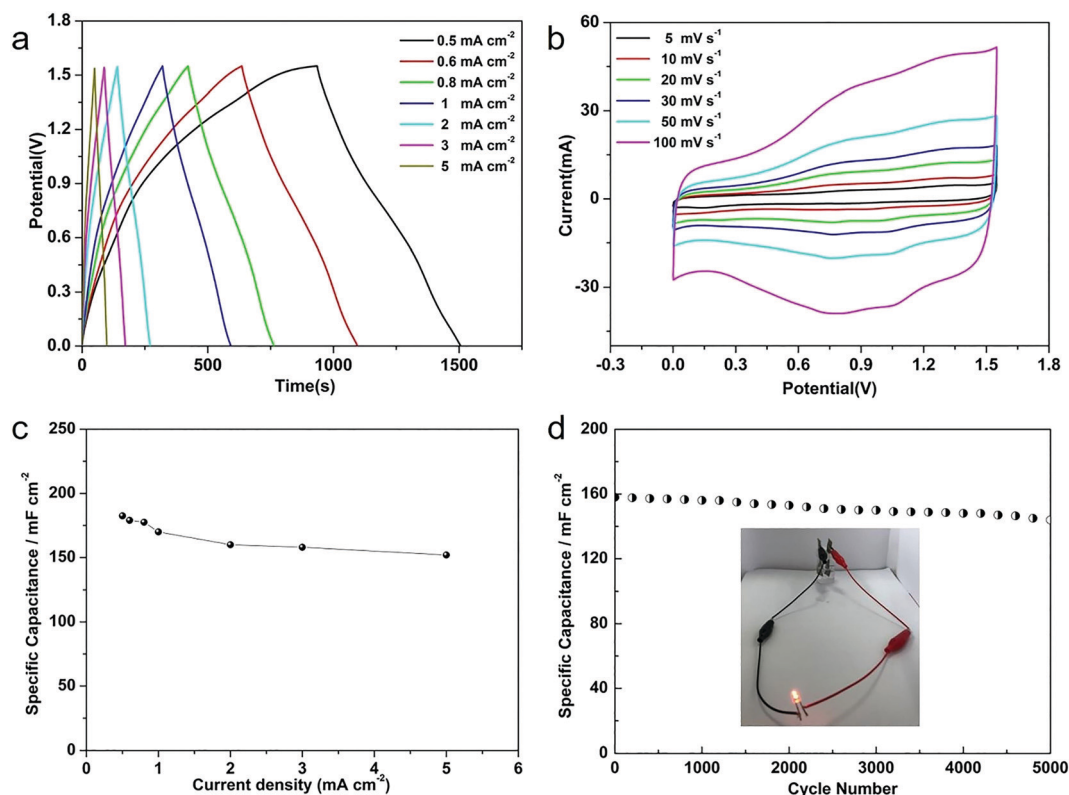 a
1.8
1.5
1.2
0.9
0.6
0.3
0.0
Potential(V)
0.5 mA cm⁻²
0.6 mA cm⁻²
0.8 mA cm⁻²
1 mA cm⁻²
2 mA cm⁻²
3 mA cm⁻²
5 mA cm⁻²
0 500 1000 1500
Time(s)
b
60
30
0
-30
Current(mA)
5 mV s⁻¹
10 mV s⁻¹
20 mV s⁻¹
30 mV s⁻¹
50 mV s⁻¹
100 mV s⁻¹
-0.3 0.0 0.3 0.6 0.9 1.2 1.5 1.8
Potential(V)
c
250
200
150
100
50
0
Specific Capacitance / mF cm⁻²
0 1 2 3 4 5 6
Current density (mA cm⁻²)
d
200
160
120
80
40
0
Specific Capacitance / mF cm⁻²
0 1000 2000 3000 4000 5000
Cycle Number